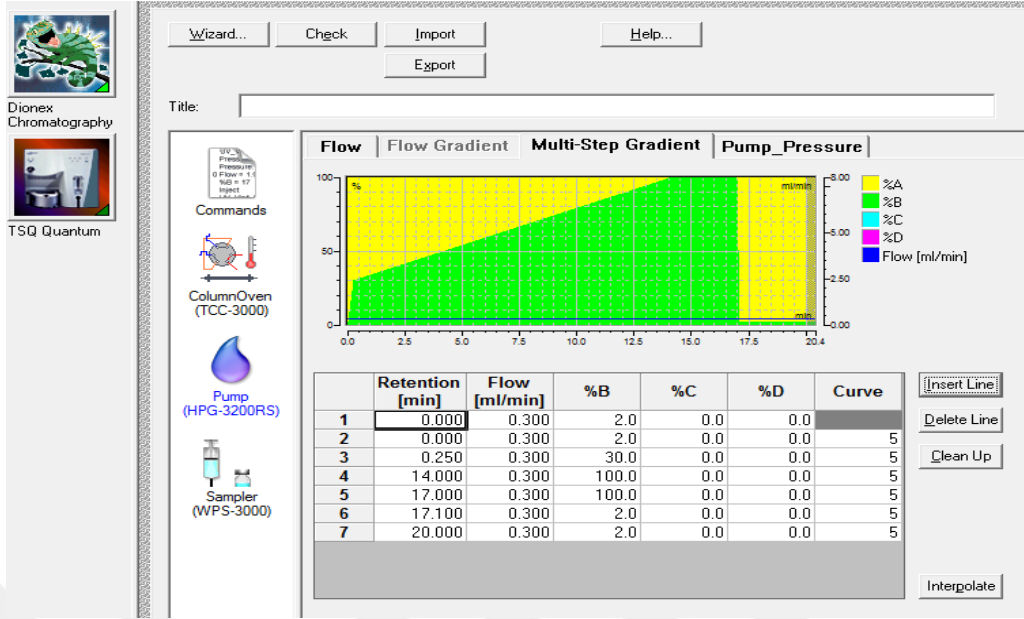 Wizard... Check Import Help...
Export
Title:
Dionex
Chromatography
TSQ Quantum
Pressure
Pressure
Flow = 1.
%B = 17
Inject
Commands
ColumnOven
(TCC-3000)
Pump
(HPG-3200RS)
Sampler
(WPS-3000)
Flow Flow Gradient Multi-Step Gradient Pump_Pressure
100 % ml/min 8.00
50 5.00
2.50
0 min 0.00
0.0 2.5 5.0 7.5 10.0 12.5 15.0 17.5 20.4
%A
%B
%C
%D
Flow [ml/min]
Retention Flow %B %C %D Curve
[min] [ml/min]
1 0.000 0.300 2.0 0.0 0.0
2 0.000 0.300 2.0 0.0 0.0 5
3 0.250 0.300 30.0 0.0 0.0 5
4 14.000 0.300 100.0 0.0 0.0 5
5 17.000 0.300 100.0 0.0 0.0 5
6 17.100 0.300 2.0 0.0 0.0 5
7 20.000 0.300 2.0 0.0 0.0 5
Insert Line
Delete Line
Clean Up
Interpolate